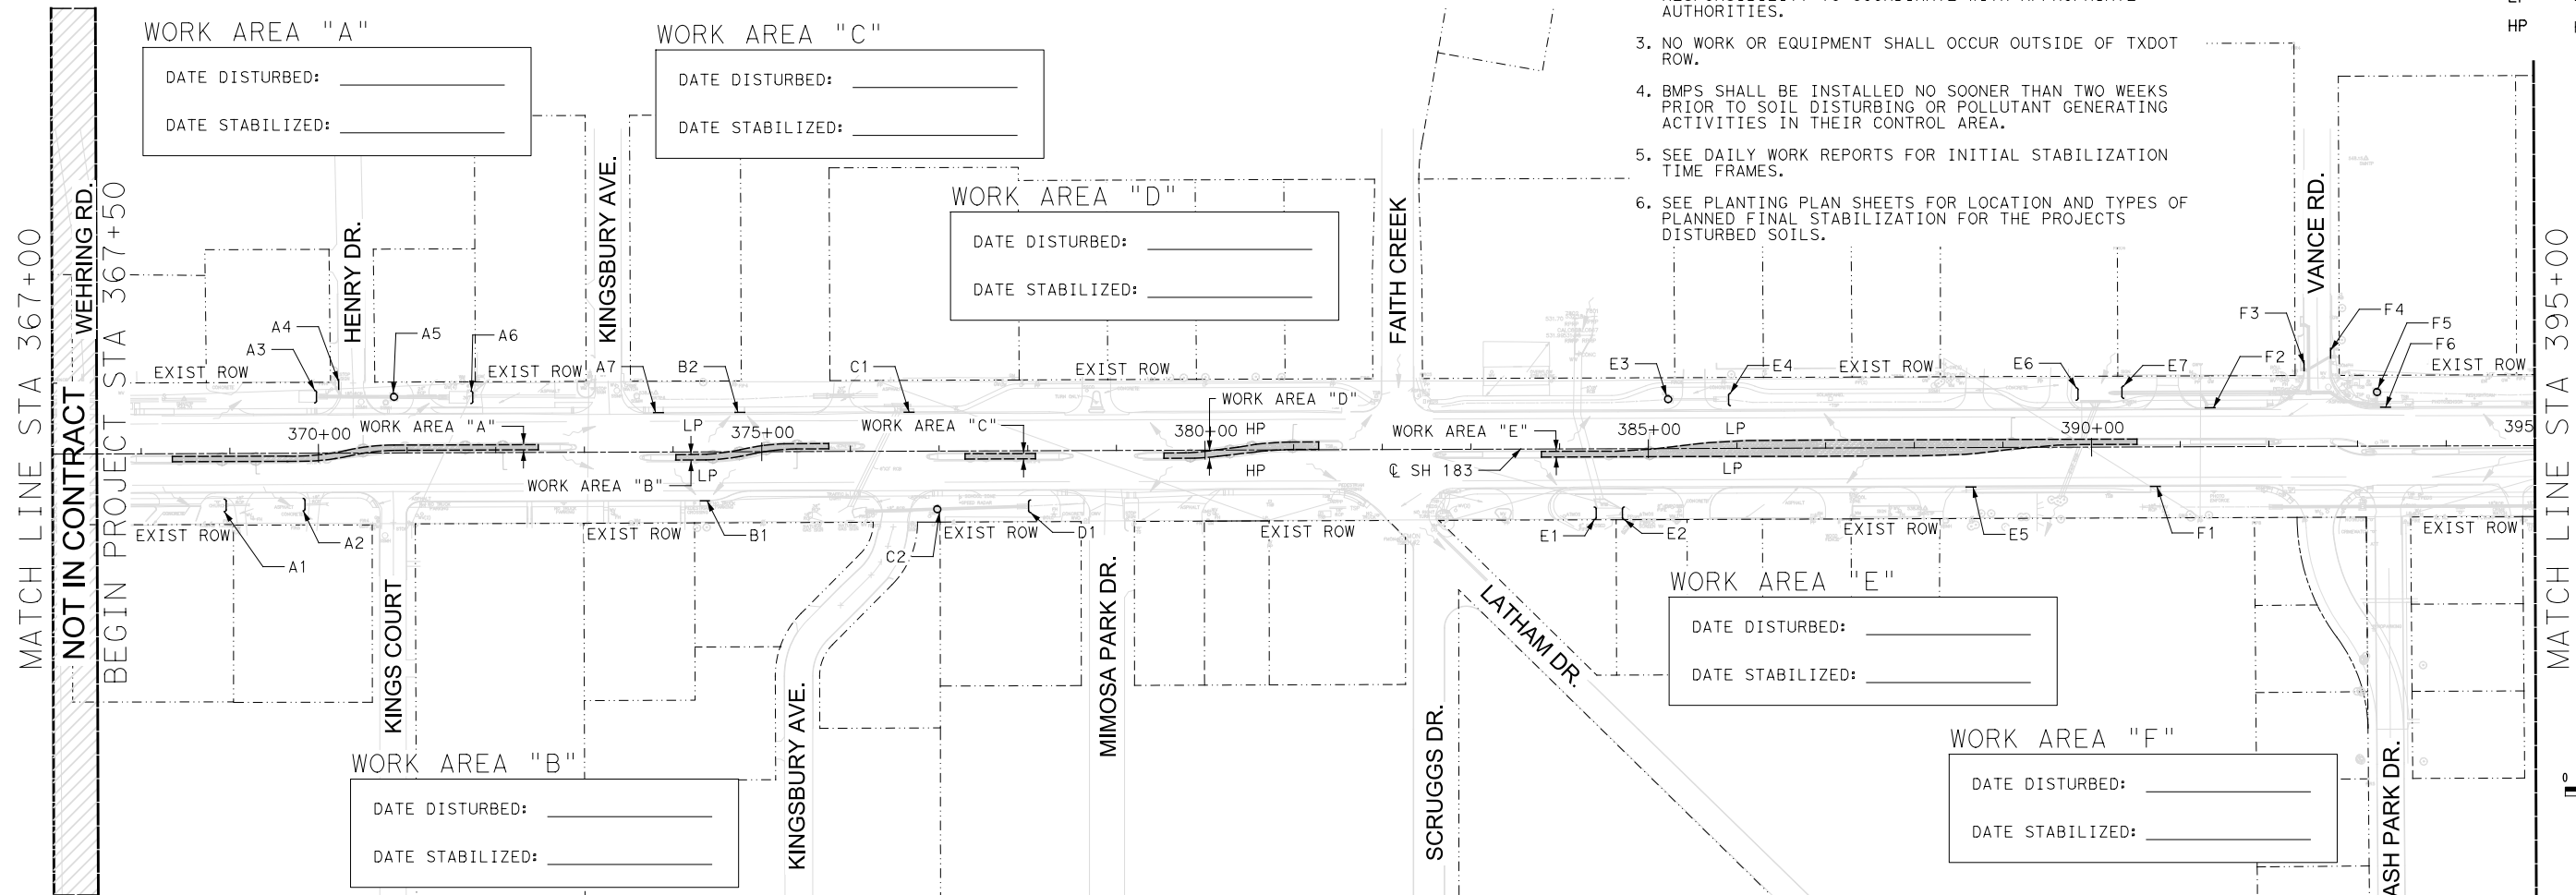 AUTHORITIES.
3. NO WORK OR EQUIPMENT SHALL OCCUR OUTSIDE OF TXDOT
ROW.
4. BMPS SHALL BE INSTALLED NO SOONER THAN TWO WEEKS
PRIOR TO SOIL DISTURBING OR POLLUTANT GENERATING
ACTIVITIES IN THEIR CONTROL AREA.
5. SEE DAILY WORK REPORTS FOR INITIAL STABILIZATION
TIME FRAMES.
6. SEE PLANTING PLAN SHEETS FOR LOCATION AND TYPES OF
PLANNED FINAL STABILIZATION FOR THE PROJECTS
DISTURBED SOILS.
HP
WORK AREA "A"
DATE DISTURBED:
DATE STABILIZED:
WORK AREA "C"
DATE DISTURBED:
DATE STABILIZED:
WORK AREA "D"
DATE DISTURBED:
DATE STABILIZED:
MATCH LINE STA 367+00
NOT IN CONTRACT
WEHRING RD.
BEGIN PROJECT STA 367+50
HENRY DR.
KINGSBURY AVE.
FAITH CREEK
VANCE RD.
MATCH LINE STA 395+00
A3
A4
A5
A6
A7
B2
C1
E3
E4
E6
E7
F2
F3
F4
F5
F6
EXIST ROW
EXIST ROW
EXIST ROW
EXIST ROW
EXIST ROW
370+00
WORK AREA "A"
LP
375+00
WORK AREA "C"
WORK AREA "D"
380+00
HP
WORK AREA "E"
385+00
LP
390+00
395
WORK AREA "B"
LP
HP
℄ SH 183
LP
EXIST ROW
A1
A2
EXIST ROW
B1
C2
EXIST ROW
D1
EXIST ROW
E1
E2
EXIST ROW
E5
F1
EXIST ROW
KINGS COURT
KINGSBURY AVE.
MIMOSA PARK DR.
SCRUGGS DR.
LATHAM DR.
ASH PARK DR.
WORK AREA "E"
DATE DISTURBED:
DATE STABILIZED:
WORK AREA "B"
DATE DISTURBED:
DATE STABILIZED:
WORK AREA "F"
DATE DISTURBED:
DATE STABILIZED:
0